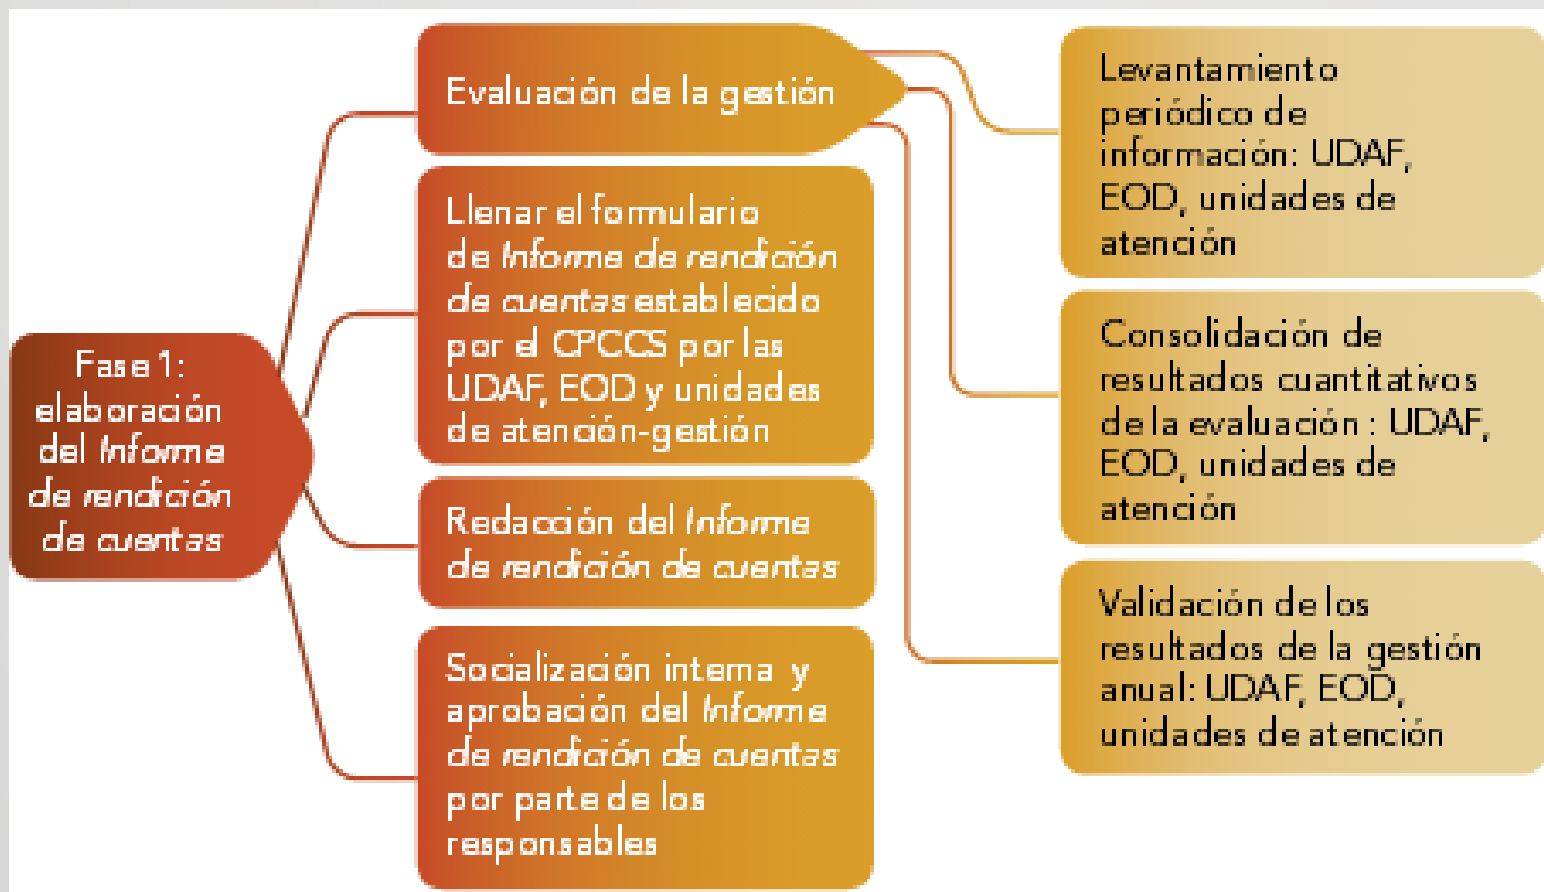 Fase 1:
elaboración
del Informe
de rendición
de cuentas
Evaluación de la gestión
Llenar el formulario
de Informe de rendición
de cuentas establecido
por el CPCCS por las
UDAF, EOD y unidades
de atención-gestión
Redacción del Informe
de rendición de cuentas
Socialización interna y
aprobación del Informe
de rendición de cuentas
por parte de los
responsables
Levantamiento
periódico de
información: UDAF,
EOD, unidades de
atención
Consolidación de
resultados cuantitativos
de la evaluación : UDAF,
EOD, unidades de
atención
Validación de los
resultados de la gestión
anual: UDAF, EOD,
unidades de atención